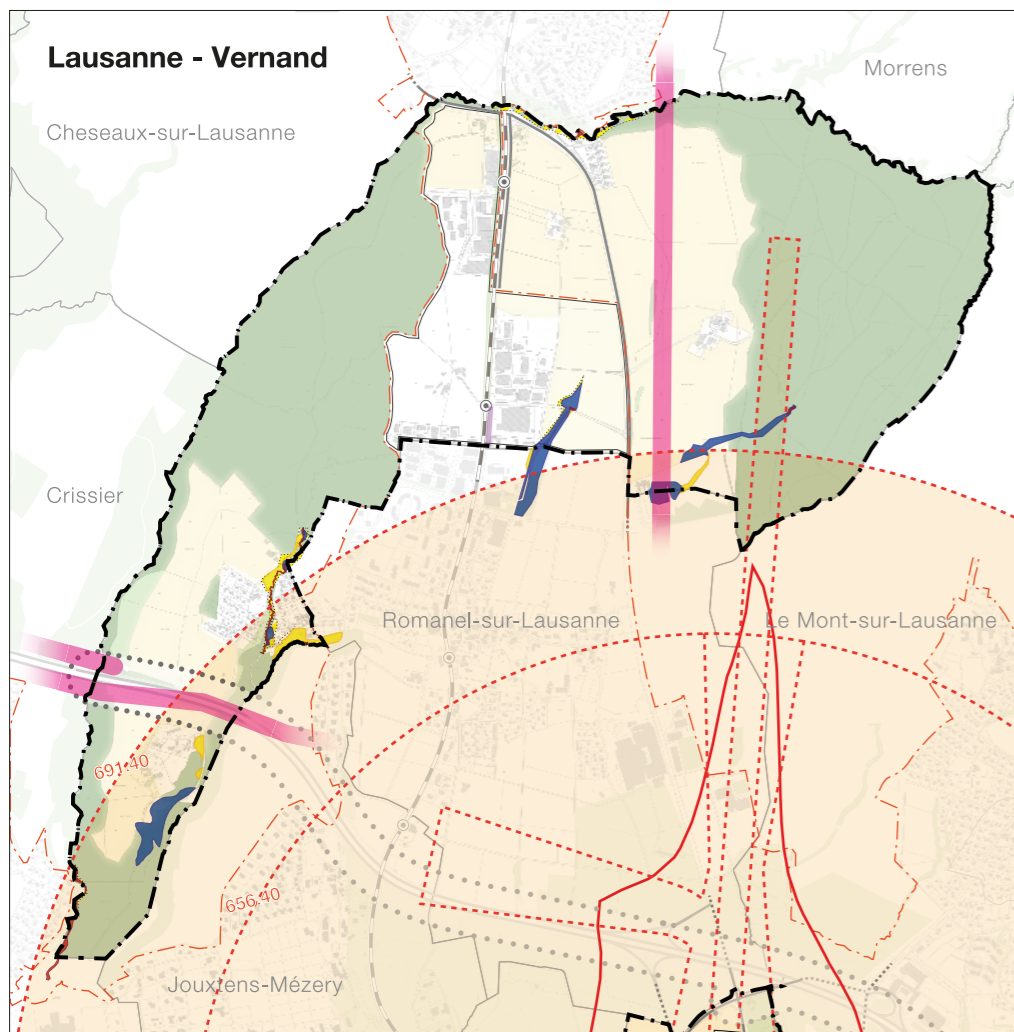 Lausanne - Vernand
Morrens
Cheseaux-sur-Lausanne
Crissier
Romanel-sur-Lausanne
Le Mont-sur-Lausanne
691.40
656.40
Jouxtens-Mézery